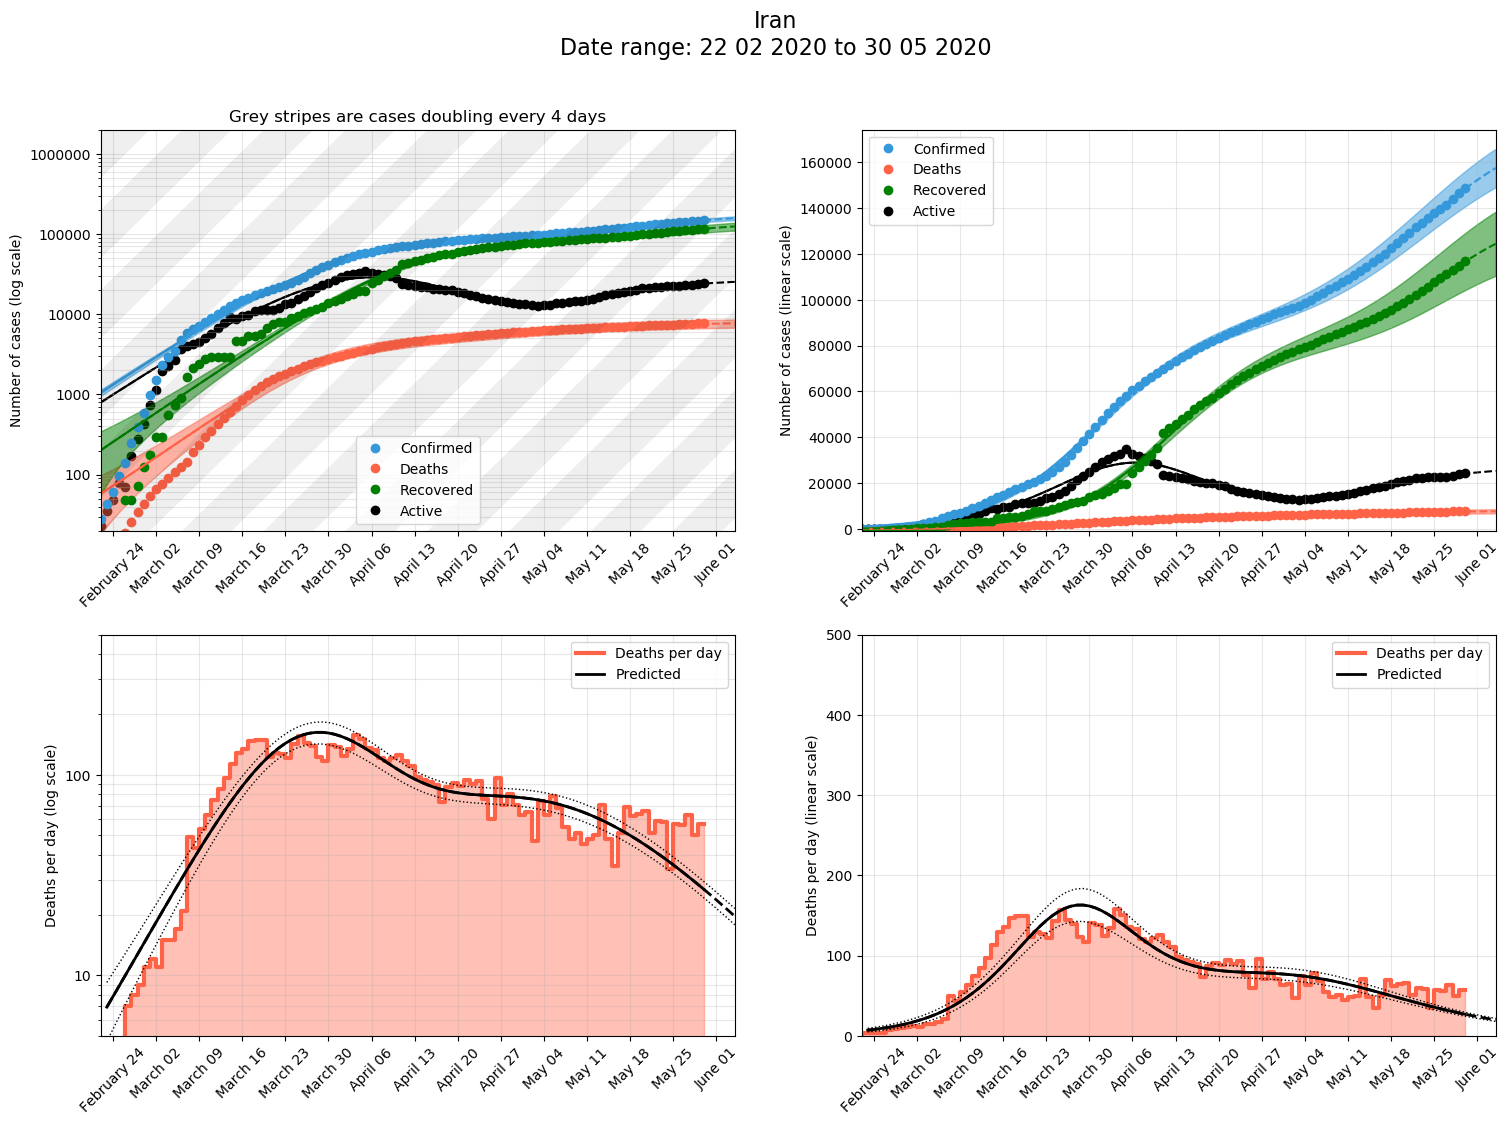 Iran
Date range: 22 02 2020 to 30 05 2020
Grey stripes are cases doubling every 4 days
Number of cases (log scale)
1000000
100000
10000
1000
100
Confirmed
Deaths
Recovered
Active
February 24
March 02
March 09
March 16
March 23
March 30
April 06
April 13
April 20
April 27
May 04
May 11
May 18
May 25
June 01
Number of cases (linear scale)
160000
140000
120000
100000
80000
60000
40000
20000
0
Confirmed
Deaths
Recovered
Active
February 24
March 02
March 09
March 16
March 23
March 30
April 06
April 13
April 20
April 27
May 04
May 11
May 18
May 25
June 01
Deaths per day (log scale)
100
10
Deaths per day
Predicted
February 24
March 02
March 09
March 16
March 23
March 30
April 06
April 13
April 20
April 27
May 04
May 11
May 18
May 25
June 01
Deaths per day (linear scale)
500
400
300
200
100
0
Deaths per day
Predicted
February 24
March 02
March 09
March 16
March 23
March 30
April 06
April 13
April 20
April 27
May 04
May 11
May 18
May 25
June 01